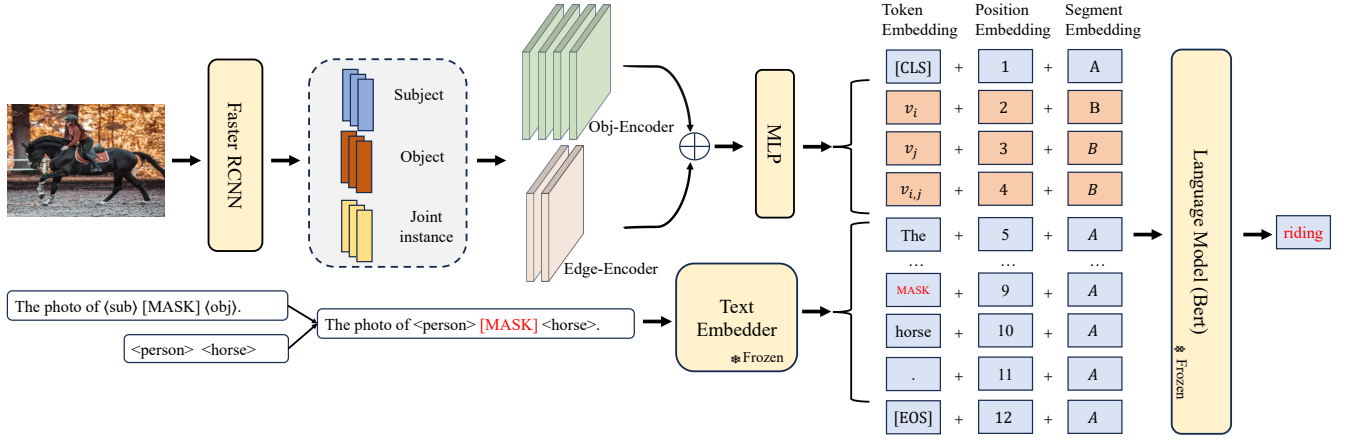 Token Embedding
Position Embedding
Segment Embedding
Faster RCNN
Subject
Object
Joint instance
Obj-Encoder
Edge-Encoder
MLP
[CLS] + 1 + A
v_i + 2 + B
v_j + 3 + B
v_{i,j} + 4 + B
The + 5 + A
... ... ...
MASK + 9 + A
horse + 10 + A
. + 11 + A
[EOS] + 12 + A
Language Model (Bert)
Frozen
riding
The photo of ⟨sub⟩ [MASK] ⟨obj⟩.
<person> <horse>
The photo of <person> [MASK] <horse>.
Text
Embedder
Frozen